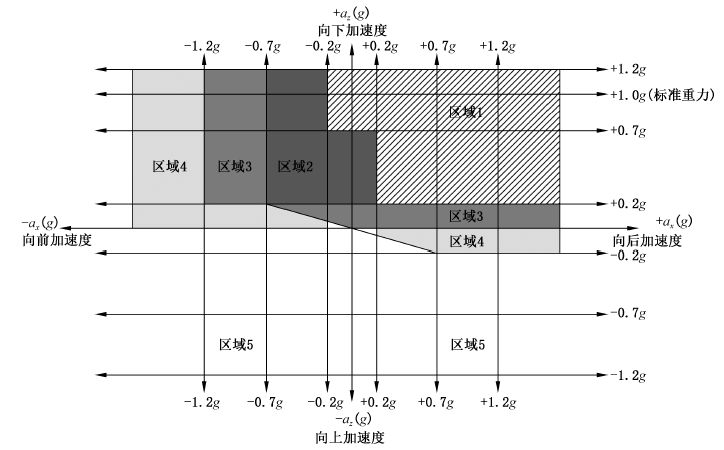 +az(g)
向下加速度
-1.2g -0.7g -0.2g +0.2g +0.7g +1.2g
+1.2g
+1.0g(标准重力)
区域1
+0.7g
区域4 区域3 区域2
+0.2g
区域3
-ax(g) +ax(g)
向前加速度 区域4 向后加速度
-0.2g
-0.7g
区域5 区域5
-1.2g
-1.2g -0.7g -0.2g +0.2g +0.7g +1.2g
-az(g)
向上加速度